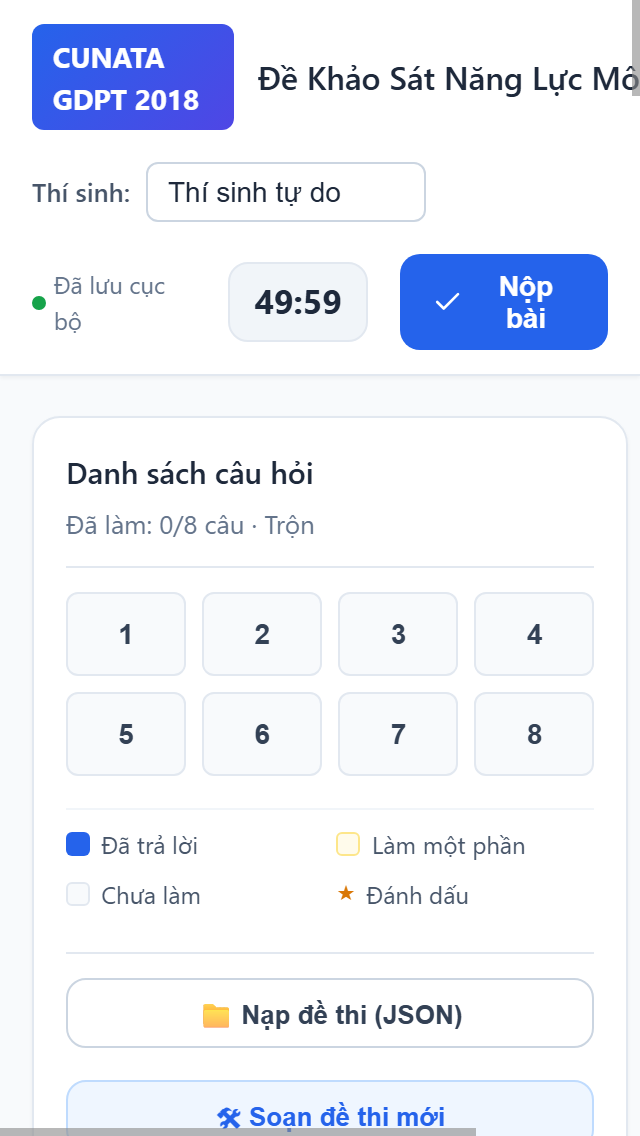 CUNATA
GDPT 2018
Đề Khảo Sát Năng Lực
Thí sinh:
Thí sinh tự do
Đã lưu cục
bộ
49:59
Nộp
bài
Danh sách câu hỏi
Đã làm: 0/8 câu · Trộn
1
2
3
4
5
6
7
8
Đã trả lời
Làm một phần
Chưa làm
Đánh dấu
Nạp đề thi (JSON)
Soạn đề thi mới